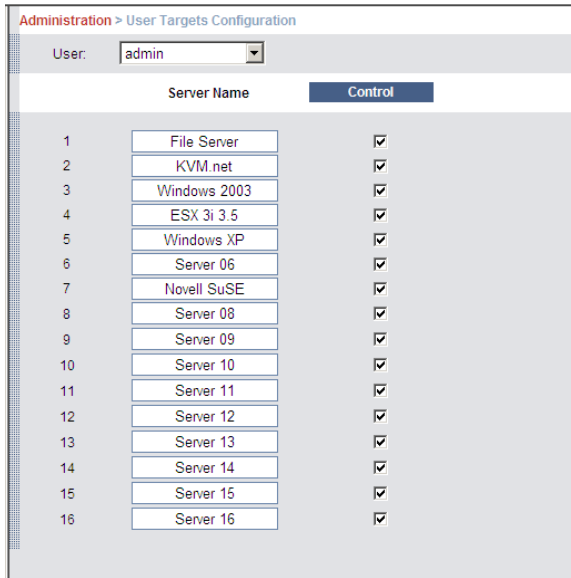 Administration > User Targets Configuration
User: admin
Server Name Control
1 File Server
2 KVM.net
3 Windows 2003
4 ESX 3i 3.5
5 Windows XP
6 Server 06
7 Novell SuSE
8 Server 08
9 Server 09
10 Server 10
11 Server 11
12 Server 12
13 Server 13
14 Server 14
15 Server 15
16 Server 16